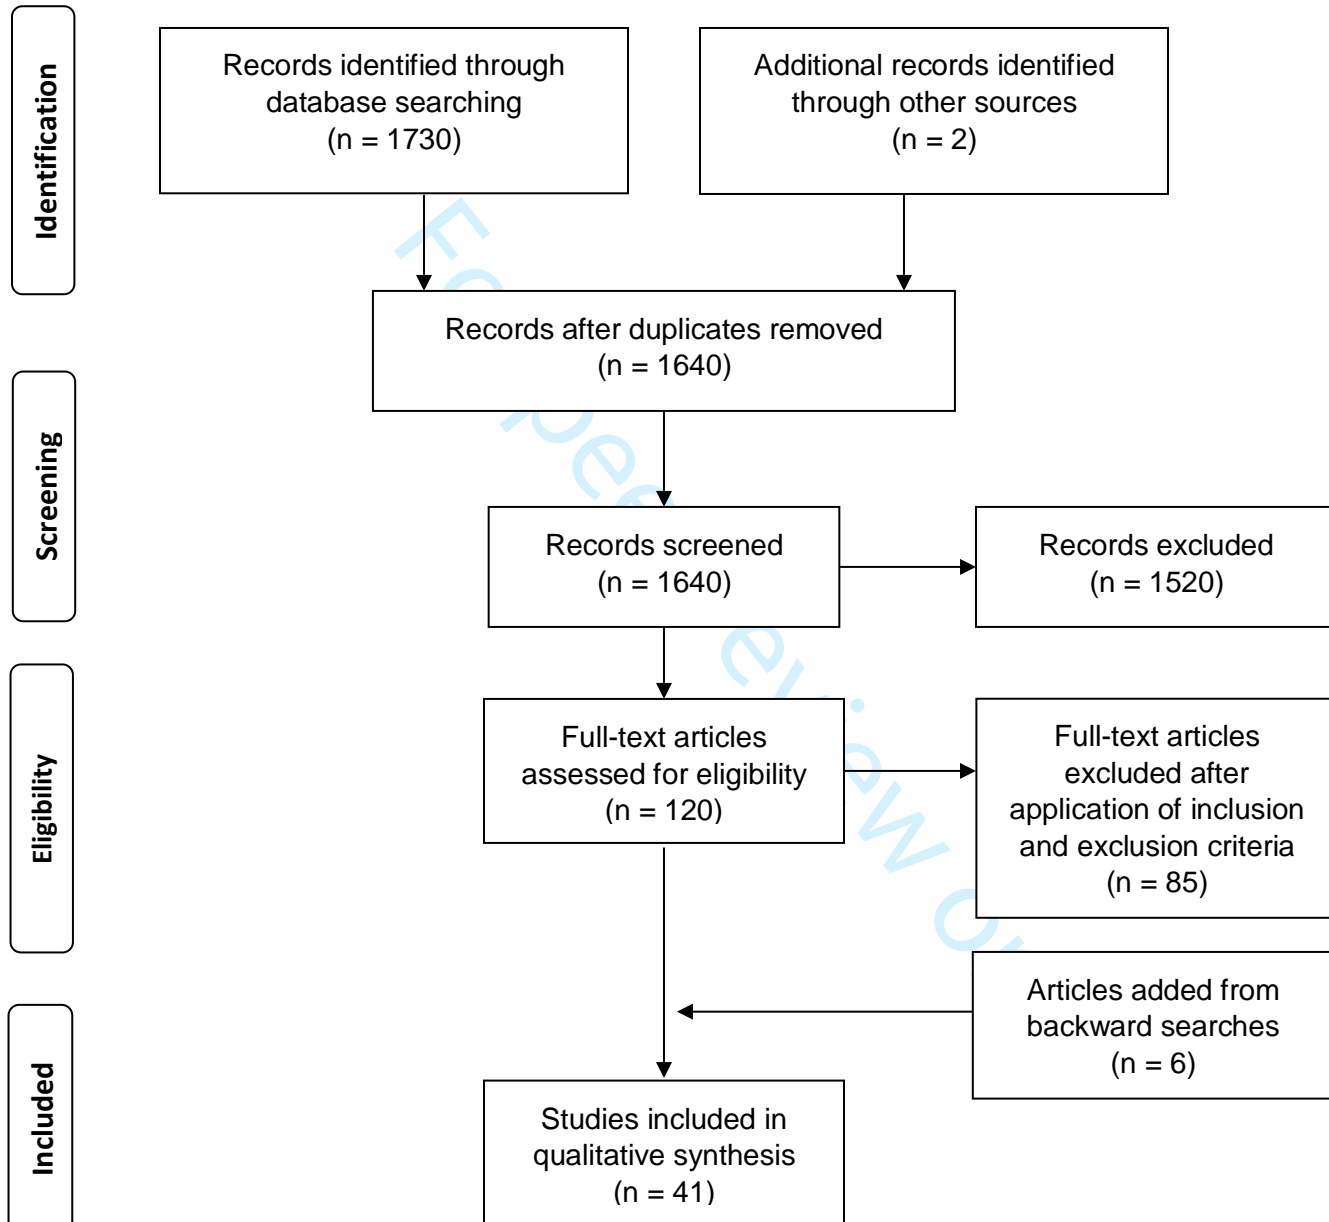 Identification
Records identified through
database searching
(n = 1730)
Additional records identified
through other sources
(n = 2)
Records after duplicates removed
(n = 1640)
Screening
Records screened
(n = 1640)
Records excluded
(n = 1520)
Eligibility
Full-text articles
assessed for eligibility
(n = 120)
Full-text articles
excluded after
application of inclusion
and exclusion criteria
(n = 85)
Articles added from
backward searches
(n = 6)
Included
Studies included in
qualitative synthesis
(n = 41)